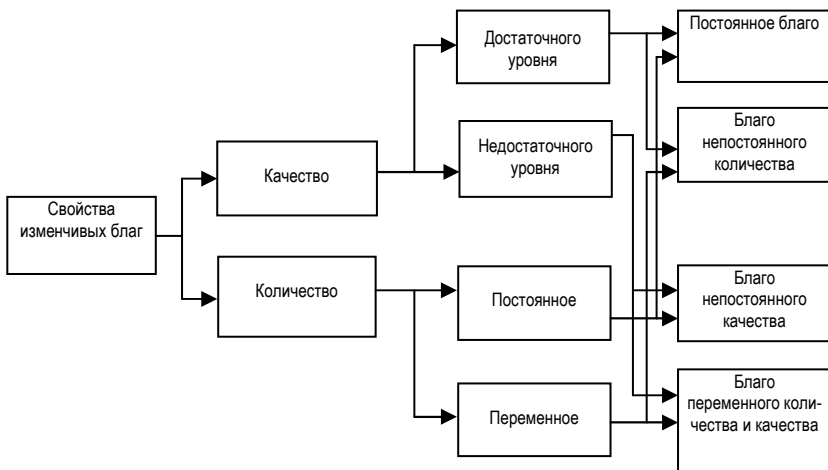 Свойства
изменчивых благ
Качество
Количество
Достаточного
уровня
Недостаточного
уровня
Постоянное
Переменное
Постоянное благо
Благо
непостоянного
количества
Благо
непостоянного
качества
Благо
переменного коли-
чества и качества